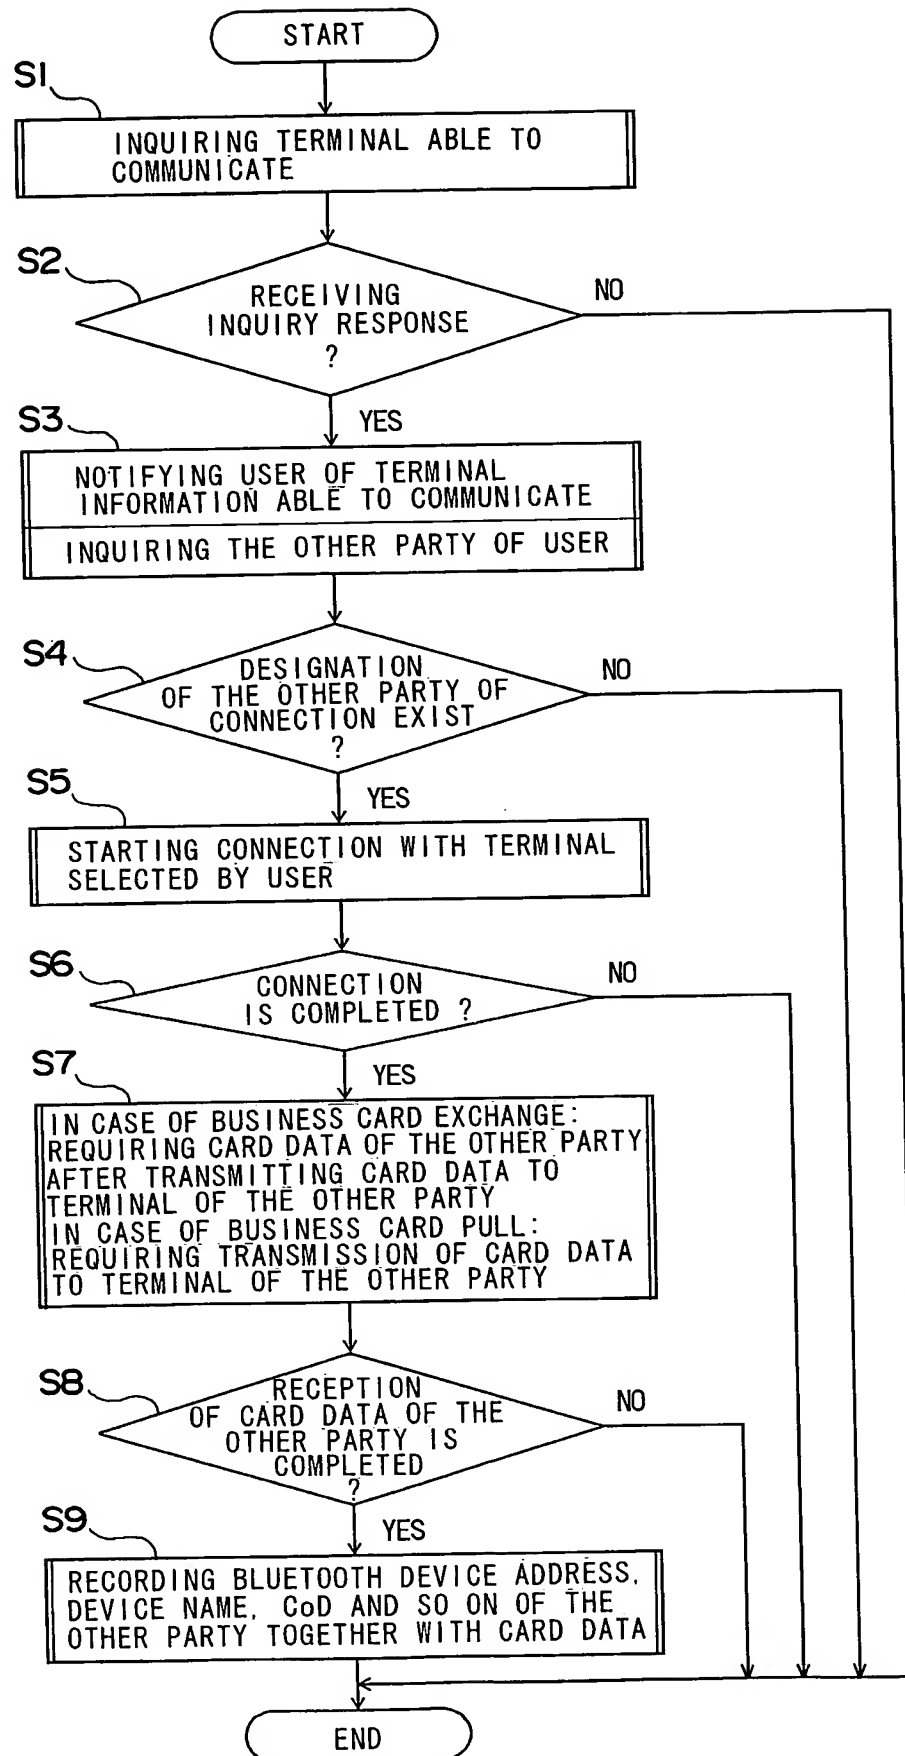 START
S1
INQUIRING TERMINAL ABLE TO
COMMUNICATE
S2
RECEIVING
INQUIRY RESPONSE
?
NO
YES
S3
NOTIFYING USER OF TERMINAL
INFORMATION ABLE TO COMMUNICATE
INQUIRING THE OTHER PARTY OF USER
S4
DESIGNATION
OF THE OTHER PARTY OF
CONNECTION EXIST
?
NO
YES
S5
STARTING CONNECTION WITH TERMINAL
SELECTED BY USER
S6
CONNECTION
IS COMPLETED ?
NO
YES
S7
IN CASE OF BUSINESS CARD EXCHANGE:
REQUIRING CARD DATA OF THE OTHER PARTY
AFTER TRANSMITTING CARD DATA TO
TERMINAL OF THE OTHER PARTY
IN CASE OF BUSINESS CARD PULL:
REQUIRING TRANSMISSION OF CARD DATA
TO TERMINAL OF THE OTHER PARTY
S8
RECEPTION
OF CARD DATA OF THE
OTHER PARTY IS
COMPLETED
?
NO
YES
S9
RECORDING BLUETOOTH DEVICE ADDRESS,
DEVICE NAME, CoD AND SO ON OF THE
OTHER PARTY TOGETHER WITH CARD DATA
END